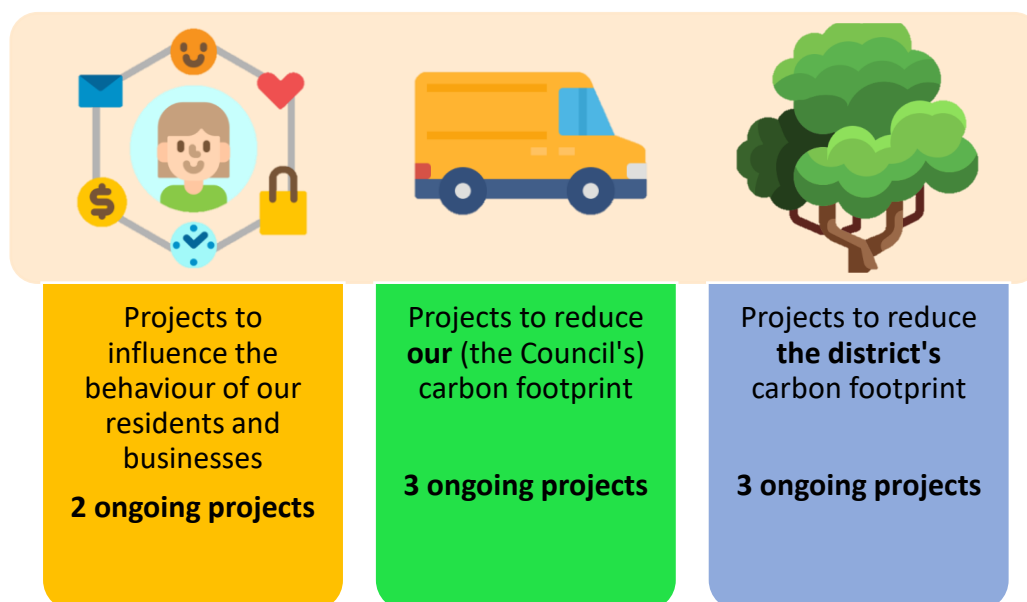 Projects to
influence the
behaviour of our
residents and
businesses
2 ongoing projects
Projects to reduce
our (the Council's)
carbon footprint
3 ongoing projects
Projects to reduce
the district's
carbon footprint
3 ongoing projects